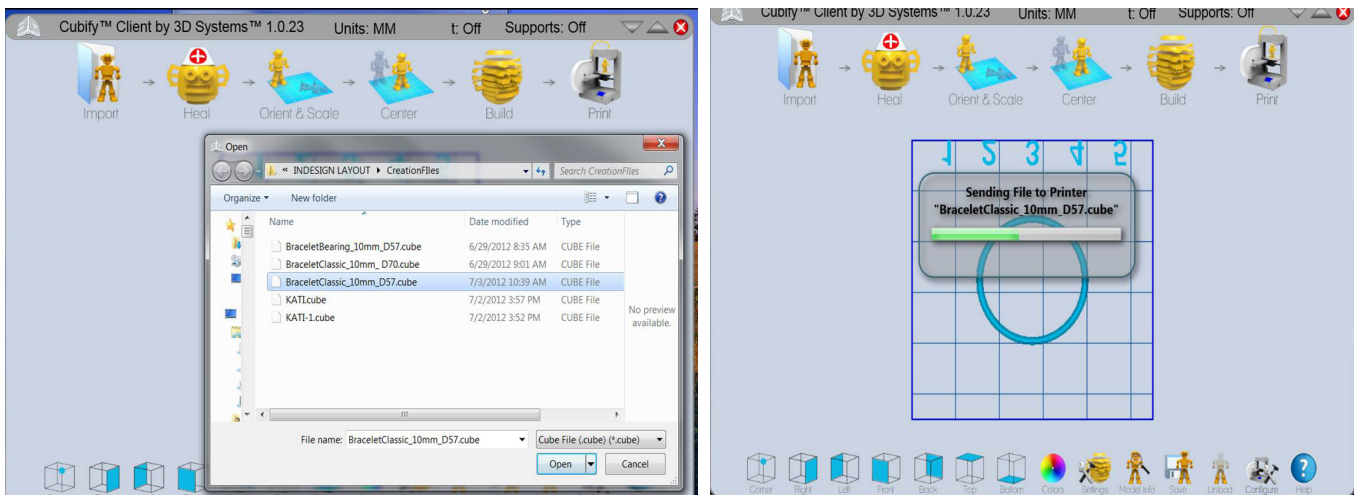 Cubify™ Client by 3D Systems™ 1.0.23 Units: MM t: Off Supports: Off
Import Heal Orient & Scale Center Build Print
Open
« INDESIGN LAYOUT CreationFIles Search CreationFIles
Organize New folder
Name Date modified Type
BraceletBearing_10mm_D57.cube 6/29/2012 8:35 AM CUBE File
BraceletClassic_10mm_ D70.cube 6/29/2012 9:01 AM CUBE File
BraceletClassic_10mm_D57.cube 7/3/2012 10:39 AM CUBE File
KATI.cube 7/2/2012 3:57 PM CUBE File
KATI-1.cube 7/2/2012 3:52 PM CUBE File
No preview
available.
File name: BraceletClassic_10mm_D57.cube Cube File (.cube) (*.cube)
Open Cancel
Cubify™ Client by 3D Systems™ 1.0.23 Units: MM t: Off Supports: Off
Import Heal Orient & Scale Center Build Print
1 2 3 4 5
Sending File to Printer
"BraceletClassic_10mm_D57.cube"
Corner Right Left Front Back Top Bottom Colors Settings Model Info Save Unload Configure Help